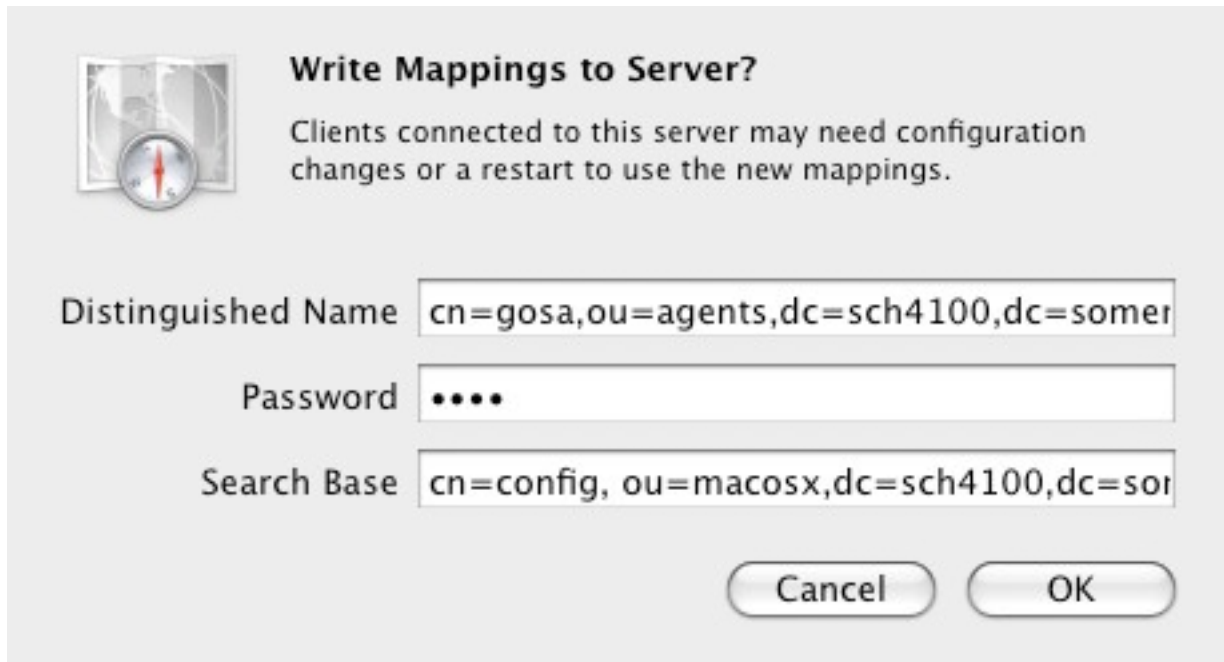 Write Mappings to Server?
Clients connected to this server may need configuration
changes or a restart to use the new mappings.
Distinguished Name cn=gosa,ou=agents,dc=sch4100,dc=somer
Password ••••
Search Base cn=config, ou=macosx,dc=sch4100,dc=sor
Cancel OK